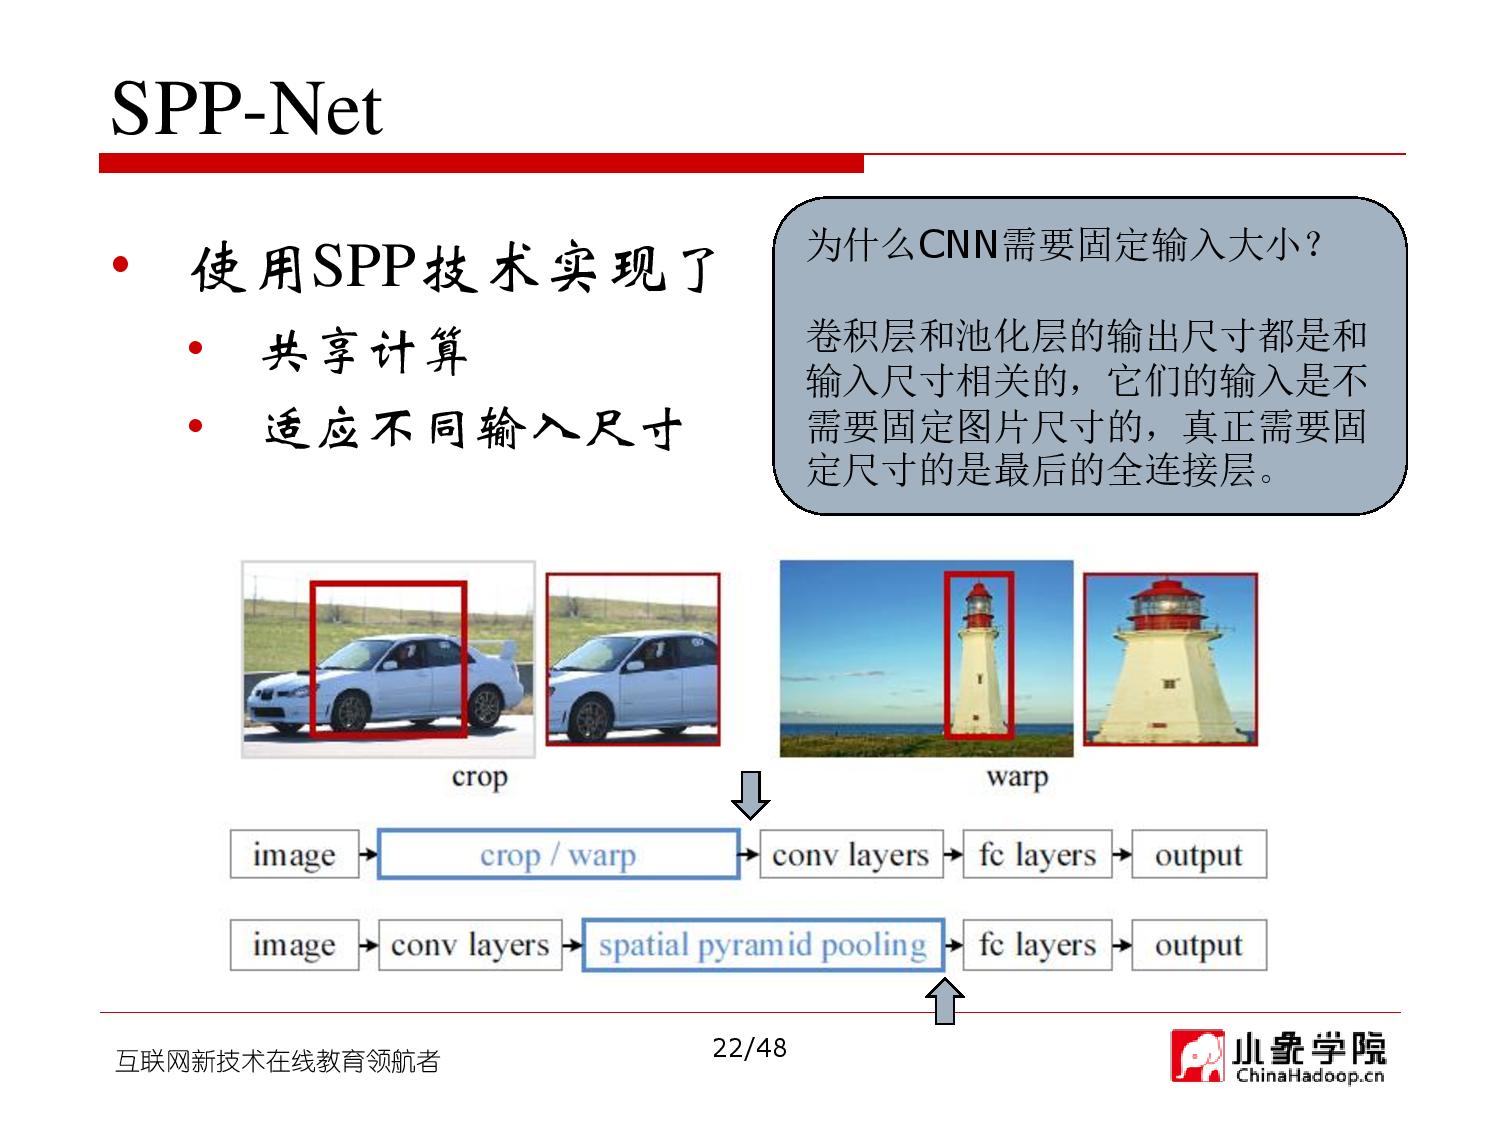 SPP-Net
• 使用SPP技术实现了
• 共享计算
• 适应不同输入尺寸
为什么CNN需要固定输入大小？
卷积层和池化层的输出尺寸都是和
输入尺寸相关的，它们的输入是不
需要固定图片尺寸的，真正需要固
定尺寸的是最后的全连接层。
crop
warp
image
crop / warp
conv layers
fc layers
output
image
conv layers
spatial pyramid pooling
fc layers
output
互联网新技术在线教育领航者
22/48
小象学院
ChinaHadoop.cn